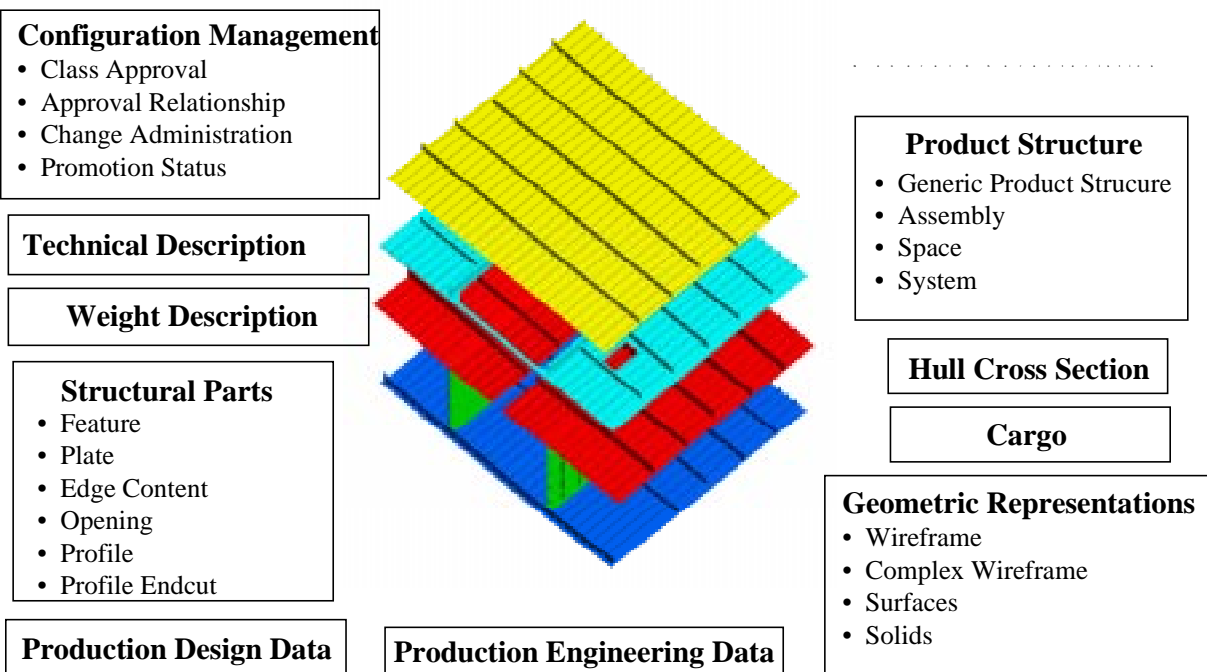 Configuration Management
• Class Approval
• Approval Relationship
• Change Administration
• Promotion Status
Technical Description
Weight Description
Structural Parts
• Feature
• Plate
• Edge Content
• Opening
• Profile
• Profile Endcut
Production Design Data
Production Engineering Data
Product Structure
• Generic Product Strucure
• Assembly
• Space
• System
Hull Cross Section
Cargo
Geometric Representations
• Wireframe
• Complex Wireframe
• Surfaces
• Solids